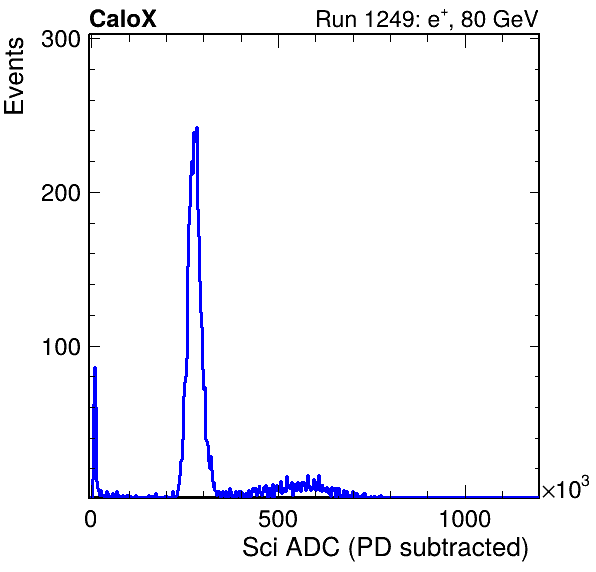 CaloX Run 1249: e⁺, 80 GeV
Events
300
200
100
0 500 1000 ×10³
Sci ADC (PD subtracted)